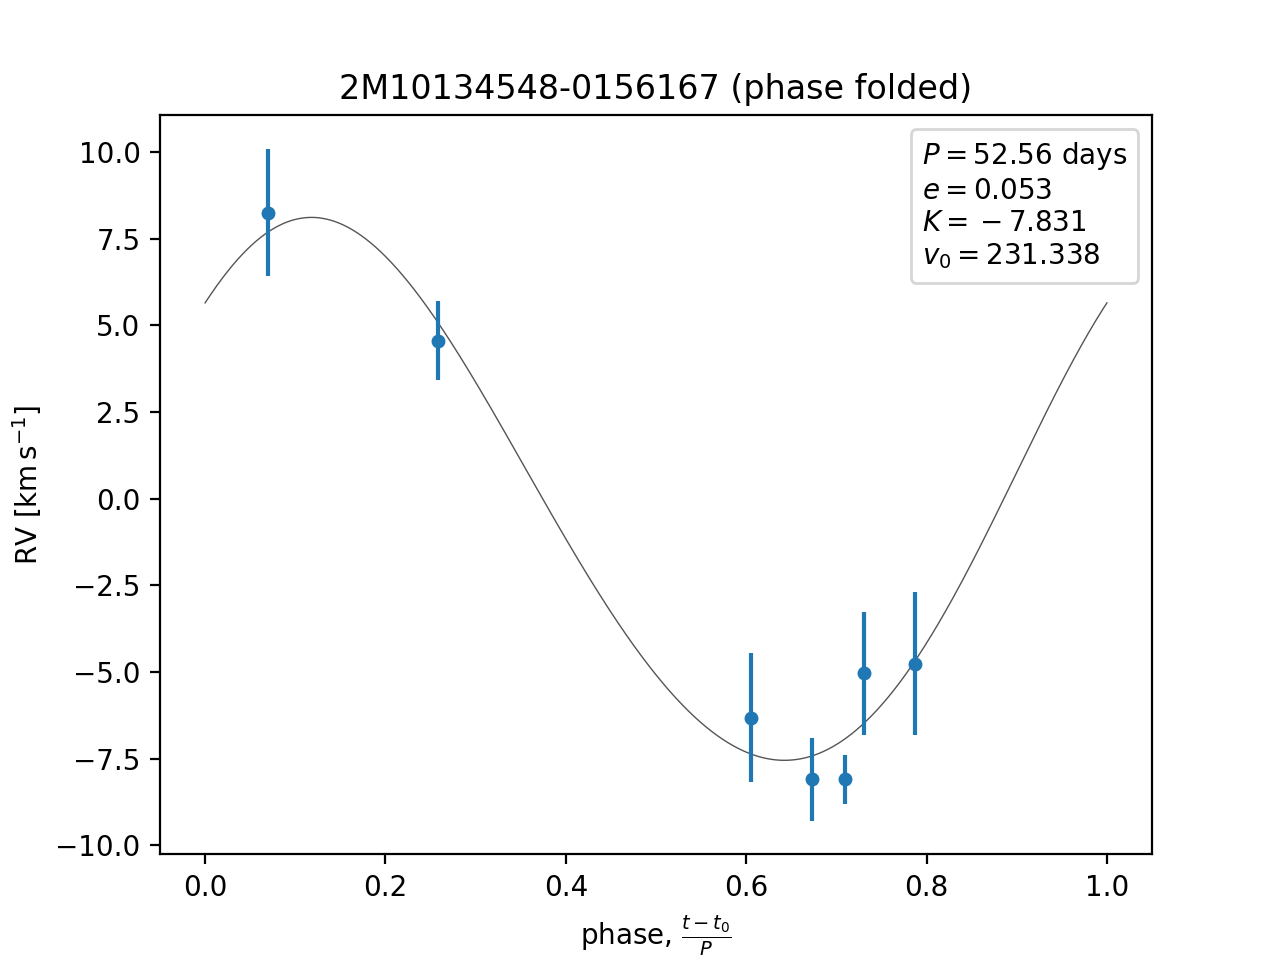 2M10134548-0156167 (phase folded)
P = 52.56 days
e = 0.053
K = −7.831
v₀ = 231.338
RV [km s⁻¹]
10.0
7.5
5.0
2.5
0.0
−2.5
−5.0
−7.5
−10.0
0.0 0.2 0.4 0.6 0.8 1.0
phase, (t − t₀)/P